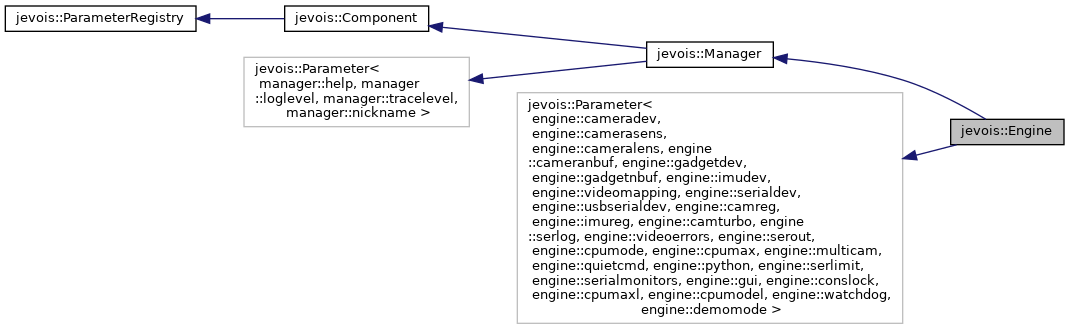 jevois::ParameterRegistry
jevois::Component
jevois::Manager
jevois::Parameter<
manager::help, manager
::loglevel, manager::tracelevel,
manager::nickname >
jevois::Engine
jevois::Parameter<
engine::cameradev,
engine::camerasens,
engine::cameralens, engine
::cameranbuf, engine::gadgetdev,
engine::gadgetnbuf, engine::imudev,
engine::videomapping, engine::serialdev,
engine::usbserialdev, engine::camreg,
engine::imureg, engine::camturbo, engine
::serlog, engine::videoerrors, engine::serout,
engine::cpumode, engine::cpumax, engine::multicam,
engine::quietcmd, engine::python, engine::serlimit,
engine::serialmonitors, engine::gui, engine::conslock,
engine::cpumaxl, engine::cpumodel, engine::watchdog,
engine::demomode >